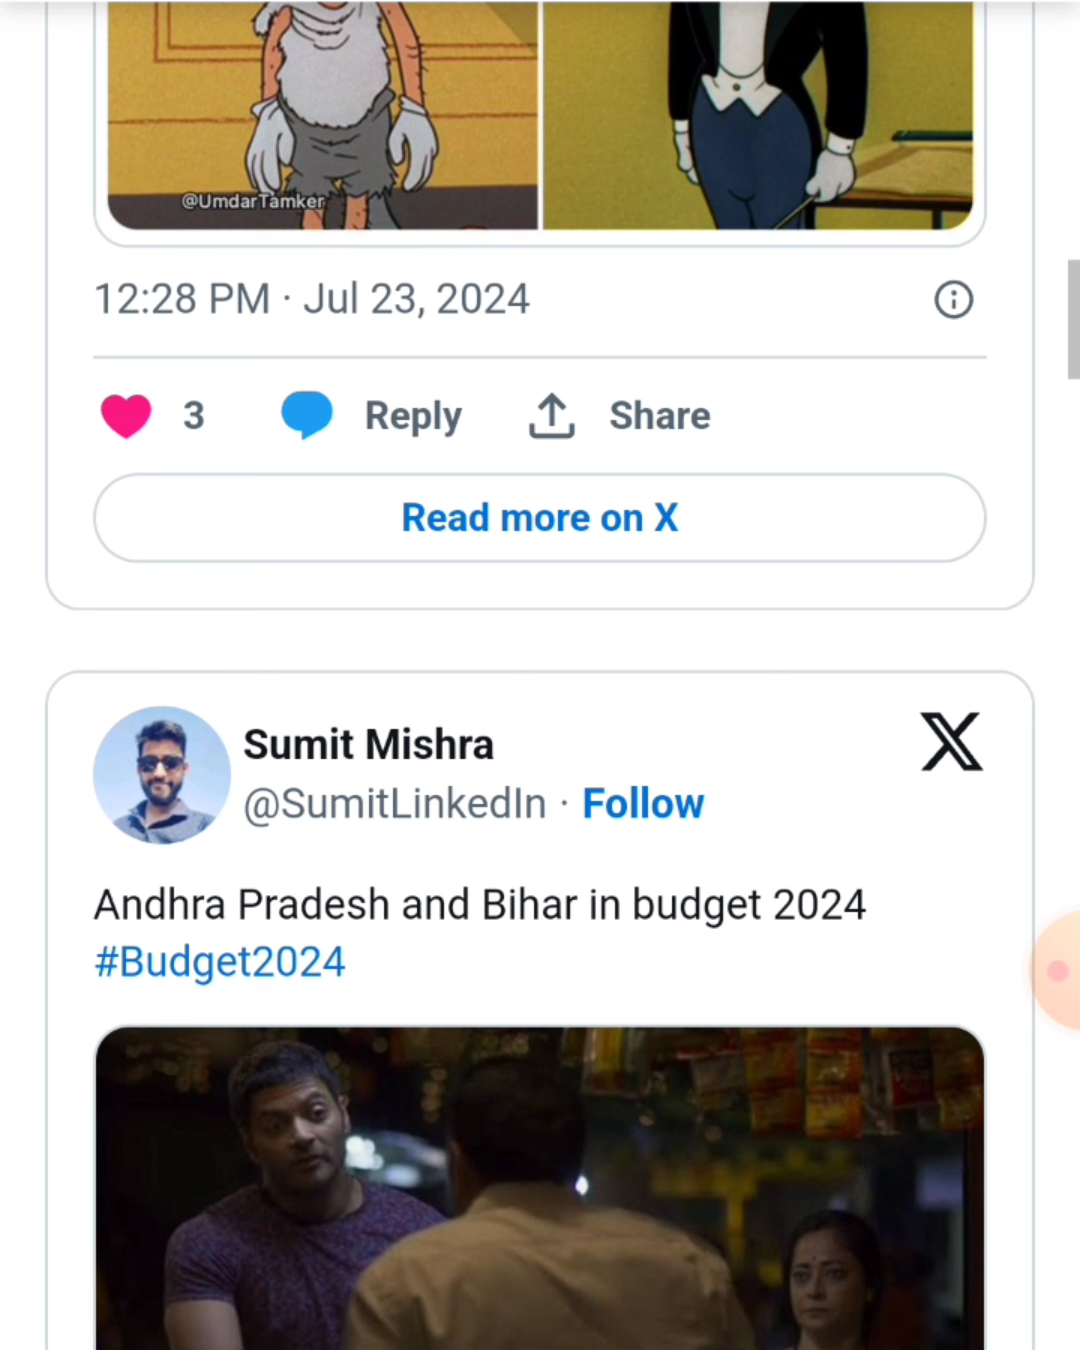 @UmdarTamker
12:28 PM · Jul 23, 2024
3 Reply Share
Read more on X
Sumit Mishra
@SumitLinkedIn · Follow
Andhra Pradesh and Bihar in budget 2024
#Budget2024